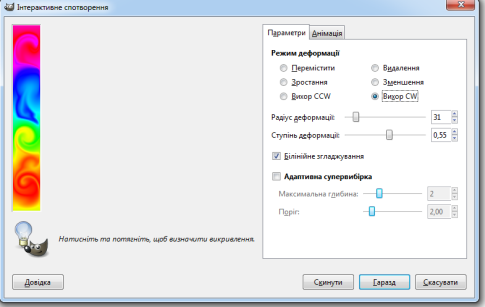 Інтерактивне спотворення
Параметри Анімація
Режим деформації
Перемістити Видалення
Зростання Зменшення
Вихор CCW Вихор CW
Радіус деформації: 31
Ступінь деформації: 0,55
Білінійне згладжування
Адаптивна супервибірка
Максимальна глибина: 2
Поріг: 2,00
Натисніть та потягніть, щоб визначити викривлення.
Довідка Скинути Гаразд Скасувати